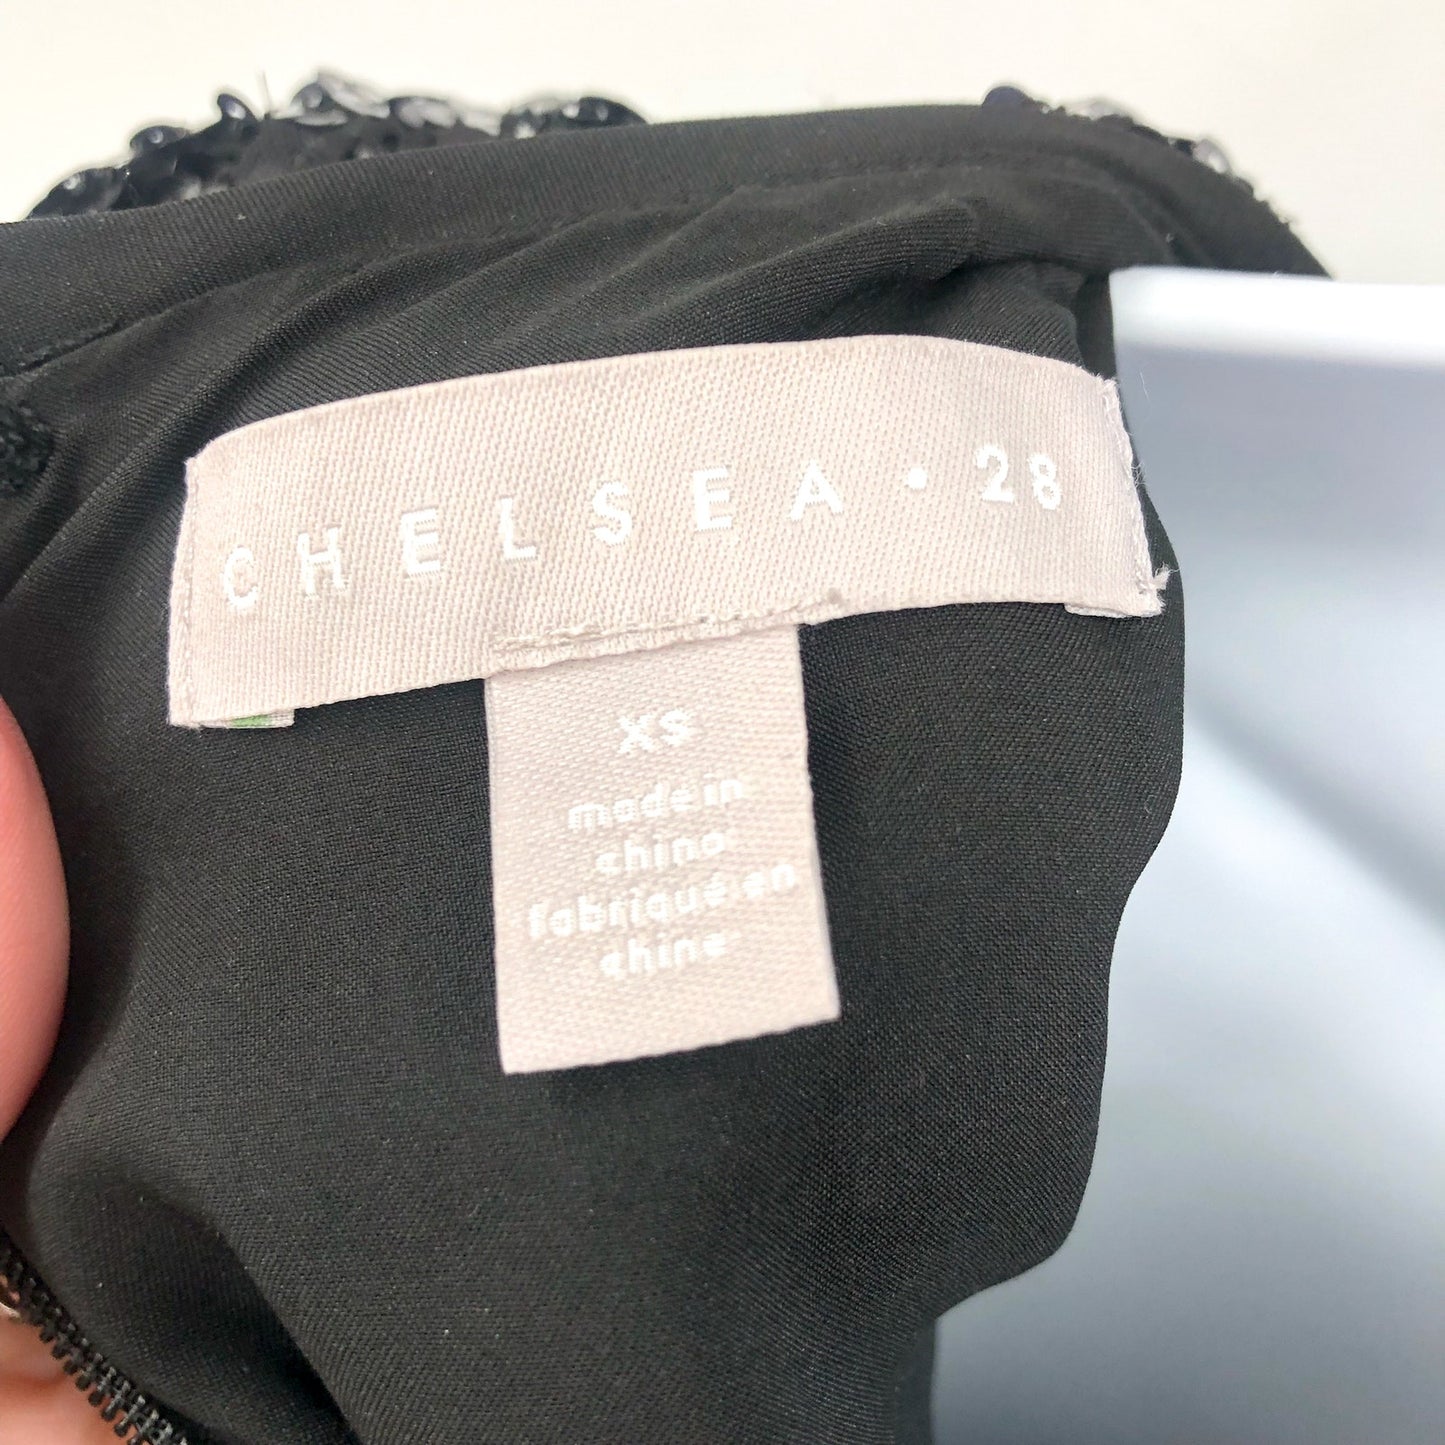 CHELSEA • 28
XS
made in
china
fabriqué en
chine